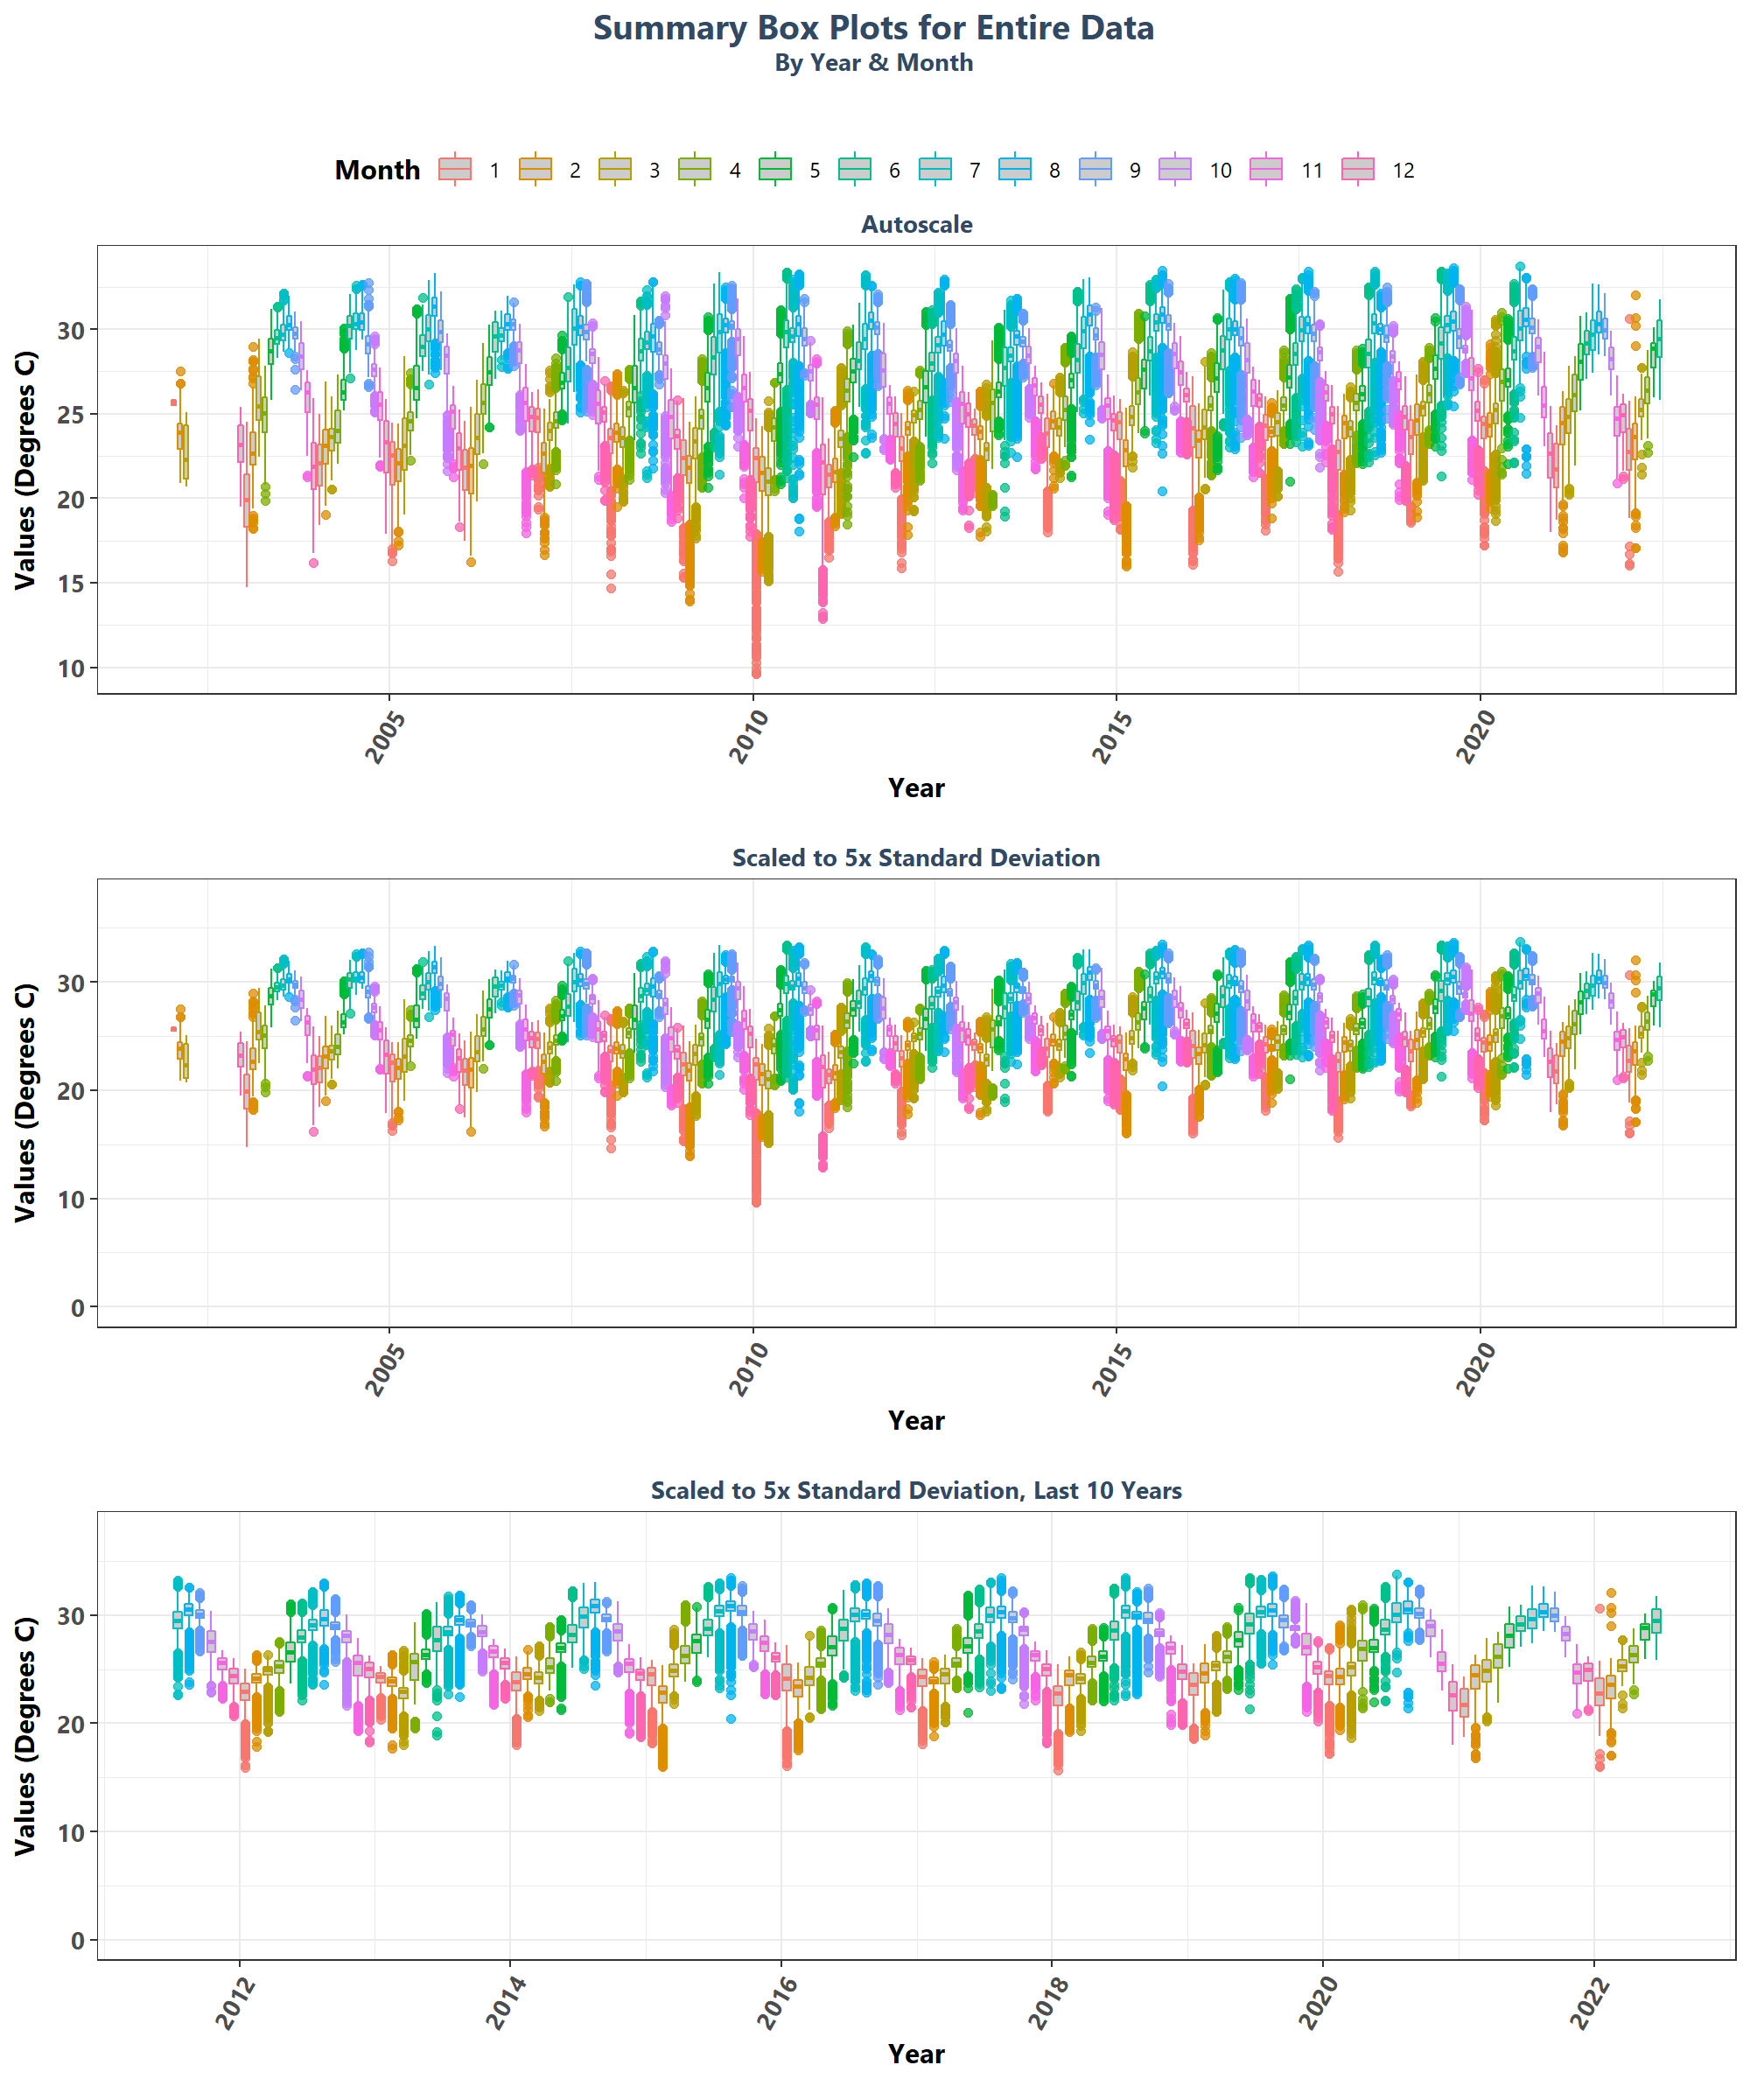 Summary Box Plots for Entire Data
By Year & Month
Month 1 2 3 4 5 6 7 8 9 10 11 12
Autoscale
Values (Degrees C)
30
25
20
15
10
2005 2010 2015 2020
Year
Scaled to 5x Standard Deviation
Values (Degrees C)
30
20
10
0
2005 2010 2015 2020
Year
Scaled to 5x Standard Deviation, Last 10 Years
Values (Degrees C)
30
20
10
0
2012 2014 2016 2018 2020 2022
Year